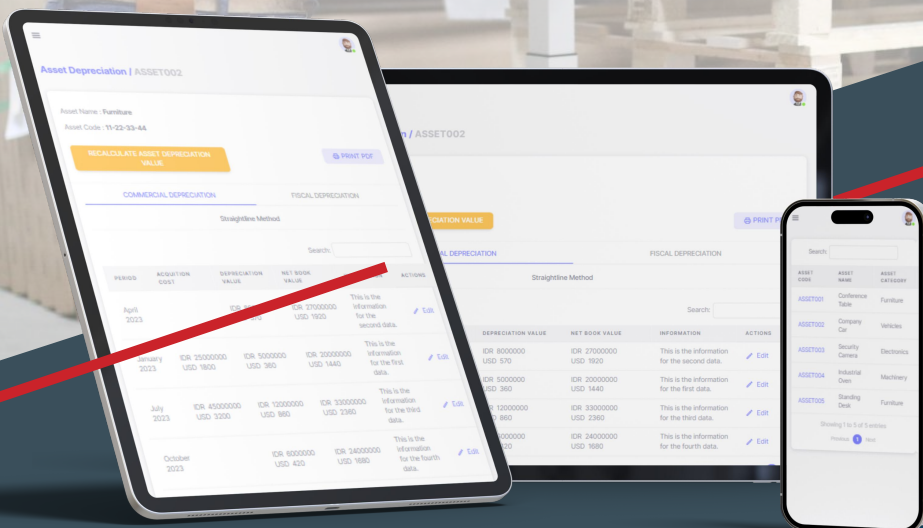 Asset Depreciation / ASSET002
Asset Name : Furniture
Asset Code : 11-22-33-44
RECALCULATE ASSET DEPRECIATION
VALUE
PRINT PDF
COMMERCIAL DEPRECIATION FISCAL DEPRECIATION
Straightline Method
Search:
PERIOD ACQUITION COST DEPRECIATION VALUE NET BOOK VALUE ACTIONS
April 2023 IDR 27000000 USD 1920 This is the information for the second data. Edit
January 2023 IDR 25000000 USD 1800 IDR 5000000 USD 360 IDR 20000000 USD 1440 This is the information for the first data. Edit
July 2023 IDR 45000000 USD 3200 IDR 12000000 USD 860 IDR 33000000 USD 2360 This is the information for the third data. Edit
October 2023 IDR 6000000 USD 420 IDR 24000000 USD 1680 This is the information for the fourth data. Edit
/ ASSET002
VALUE
PRINT
DEPRECIATION FISCAL DEPRECIATION
Straightline Method
Search:
DEPRECIATION VALUE NET BOOK VALUE INFORMATION ACTIONS
IDR 8000000 IDR 27000000 This is the information Edit
USD 570 USD 1920 for the second data.
IDR 5000000 IDR 20000000 This is the information Edit
USD 360 USD 1440 for the first data.
12000000 IDR 33000000 This is the information Edit
860 USD 2360 for the third data.
IDR 24000000 This is the information Edit
USD 1680 for the fourth data.
Search:
ASSET CODE ASSET NAME ASSET CATEGORY
ASSET001 Conference Table Furniture
ASSET002 Company Car Vehicles
ASSET003 Security Camera Electronics
ASSET004 Industrial Oven Machinery
ASSET005 Standing Desk Furniture
Showing 1 to 5 of 5 entries
Previous 1 Next